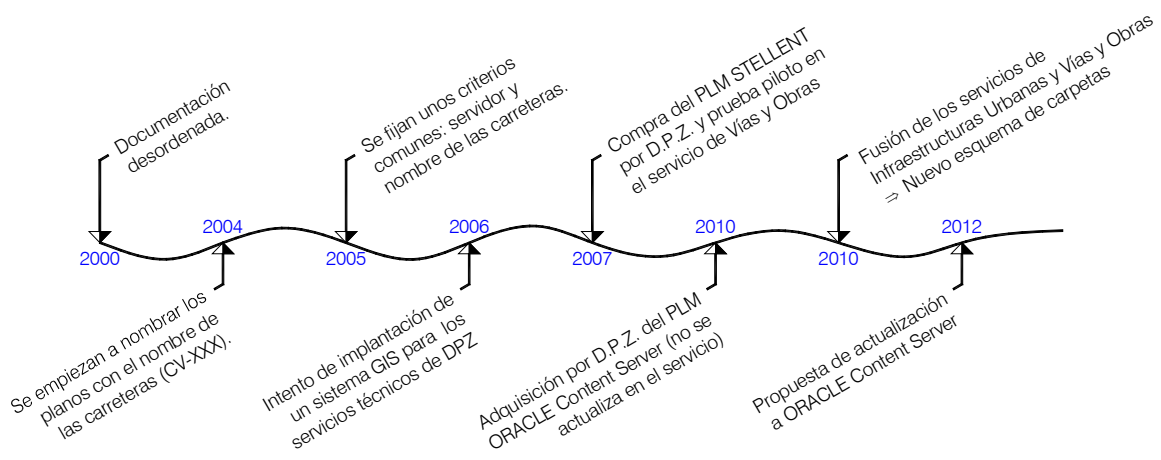 Documentación
desordenada.
2000
Se empiezan a nombrar los
planos con el nombre de
las carreteras (CV-XXX).
2004
Se fijan unos criterios
comunes: servidor y
nombre de las carreteras.
2005
Intento de implantación de
un sistema GIS para los
servicios técnicos de DPZ
2006
Compra del PLM STELLENT
por D.P.Z. y prueba piloto en
el servicio de Vías y Obras
2007
Adquisición por D.P.Z. del PLM
ORACLE Content Server (no se
actualiza en el servicio)
2010
Fusión de los servicios de
Infraestructuras Urbanas y Vías y Obras
⇒ Nuevo esquema de carpetas
2010
Propuesta de actualización
a ORACLE Content Server
2012